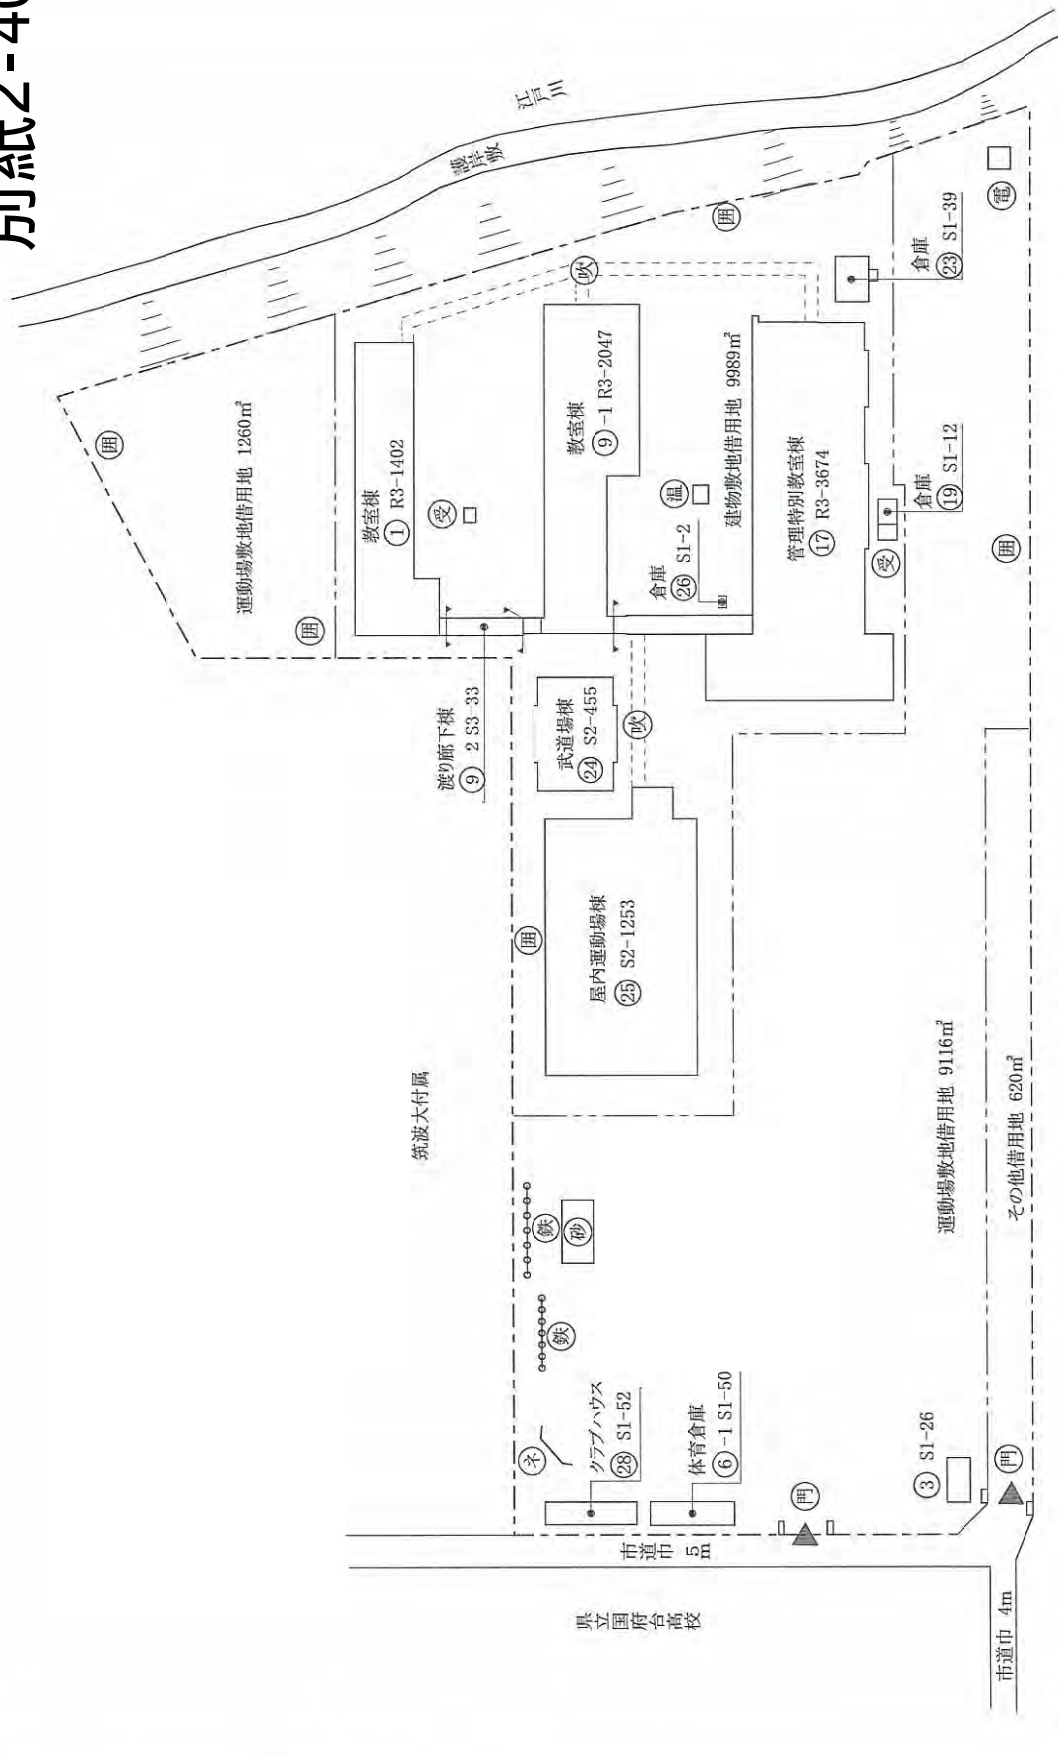 別紙2-4
江戸川
護岸敷
囲
運動場敷地借用地 1260㎡
囲
教室棟
① R3-1402
受
吹
教室棟
⑨-1 R3-2047
囲
建物敷地借用地 9989㎡
温
倉庫
㉖ S1-2
管理特別教室棟
⑰ R3-3674
倉庫
㉓ S1-39
電
倉庫
⑲ S1-12
受
囲
渡り廊下棟
⑨ 2 S3-33
武道場棟
㉔ S2-455
吹
囲
屋内運動場棟
㉕ S2-1253
筑波大付属
運動場敷地借用地 9116㎡
その他借用地 620㎡
鉄
砂
鉄
ネ
クラブハウス
㉘ S1-52
体育倉庫
⑥-1 S1-50
門
③ S1-26
門
市道巾 5m
県立国府台高校
市道巾 4m